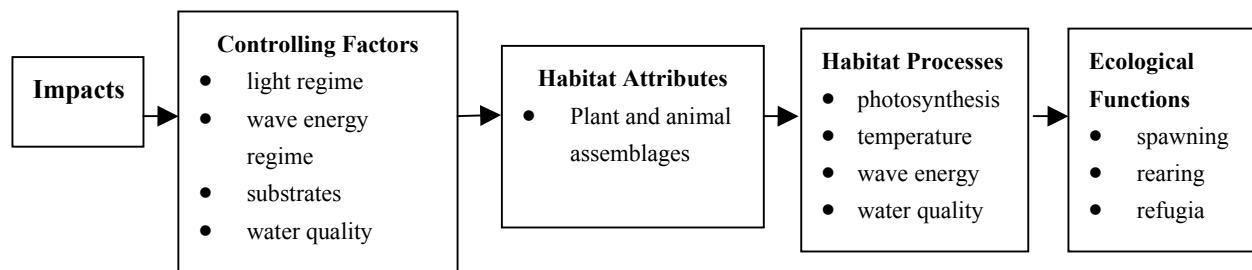 Impacts
Controlling Factors
● light regime
● wave energy
regime
● substrates
● water quality
Habitat Attributes
● Plant and animal
assemblages
Habitat Processes
● photosynthesis
● temperature
● wave energy
● water quality
Ecological
Functions
● spawning
● rearing
● refugia